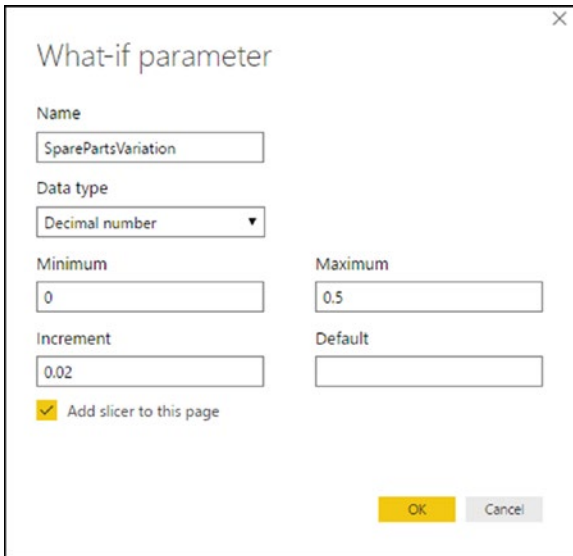 What-if parameter
Name
SparePartsVariation
Data type
Decimal number
Minimum Maximum
0 0.5
Increment Default
0.02
Add slicer to this page
OK Cancel